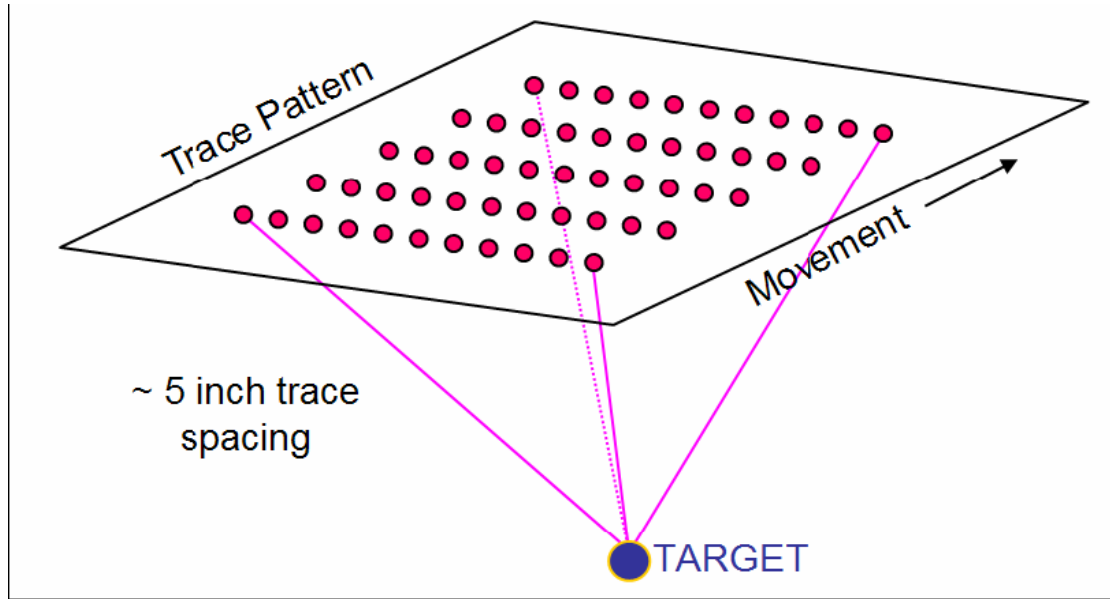 Trace Pattern
Movement
~ 5 inch trace
spacing
TARGET